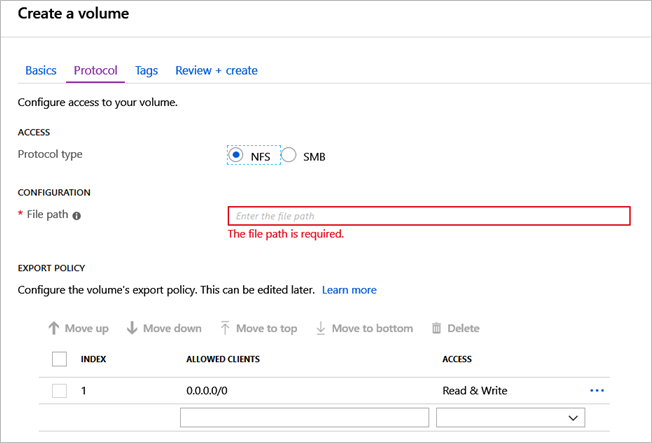 Create a volume
Basics Protocol Tags Review + create
Configure access to your volume.
ACCESS
Protocol type NFS SMB
CONFIGURATION
* File path Enter the file path
The file path is required.
EXPORT POLICY
Configure the volume's export policy. This can be edited later. Learn more
Move up Move down Move to top Move to bottom Delete
INDEX ALLOWED CLIENTS ACCESS
1 0.0.0.0/0 Read & Write